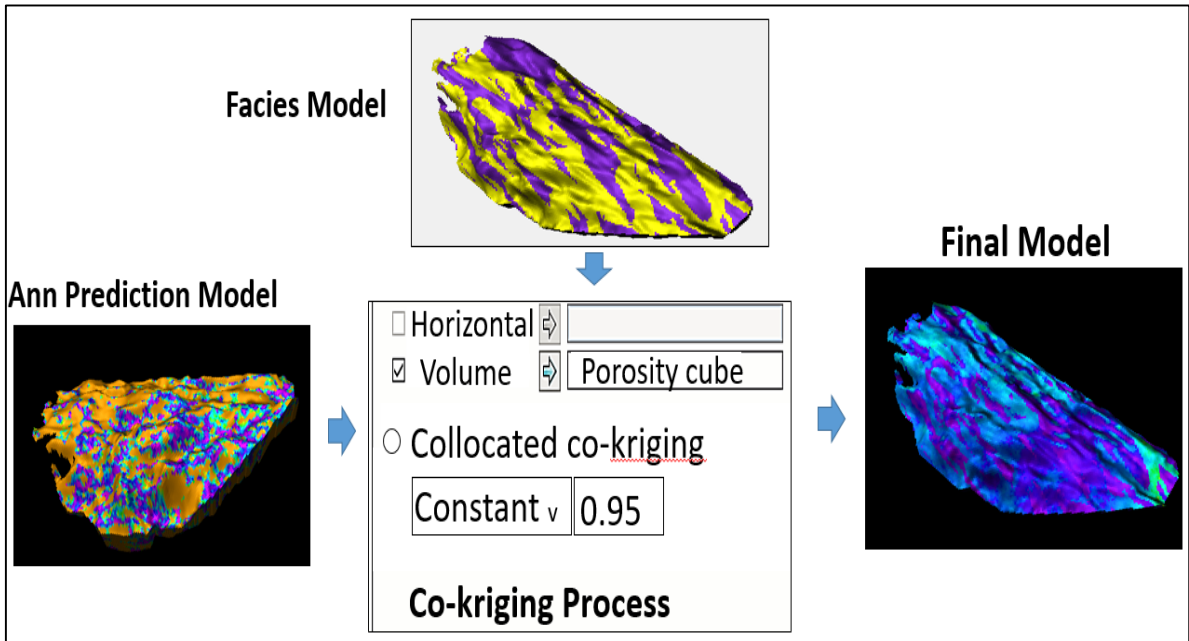 Facies Model
Ann Prediction Model
Final Model
Horizontal
Volume
Porosity cube
Collocated co-kriging
Constant v
0.95
Co-kriging Process